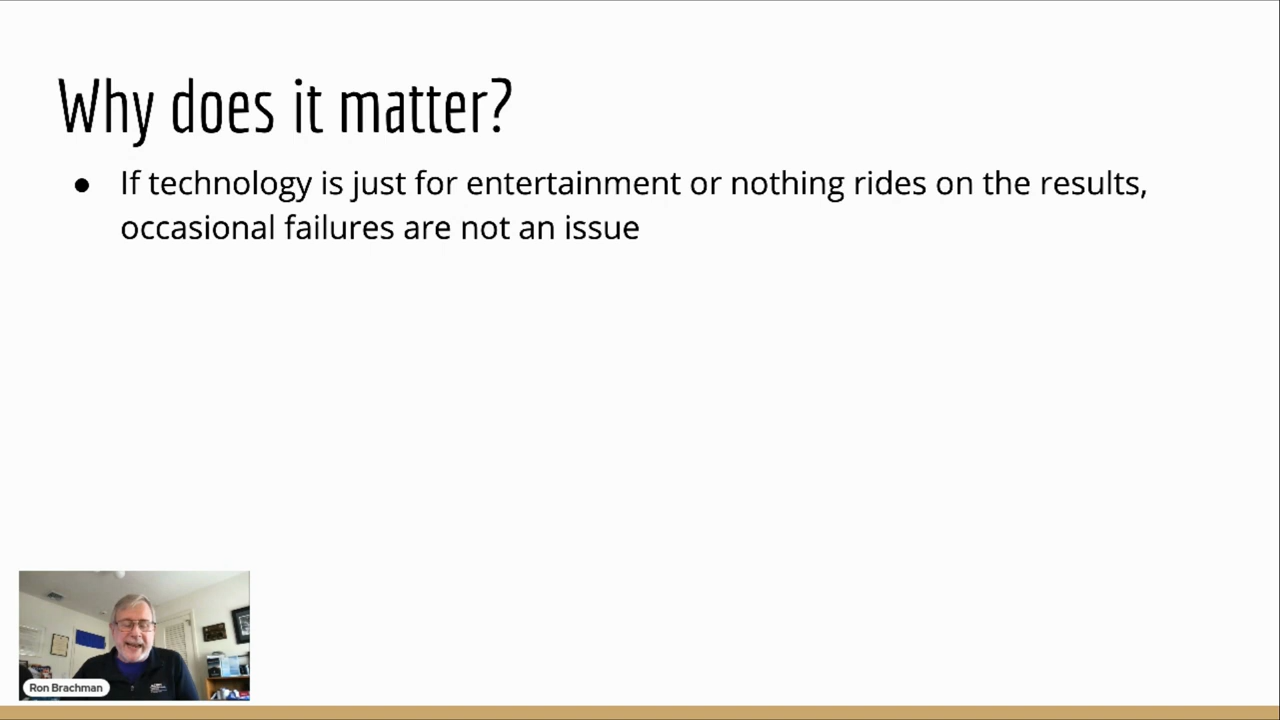 Why does it matter?
● If technology is just for entertainment or nothing rides on the results,
occasional failures are not an issue
Ron Brachman